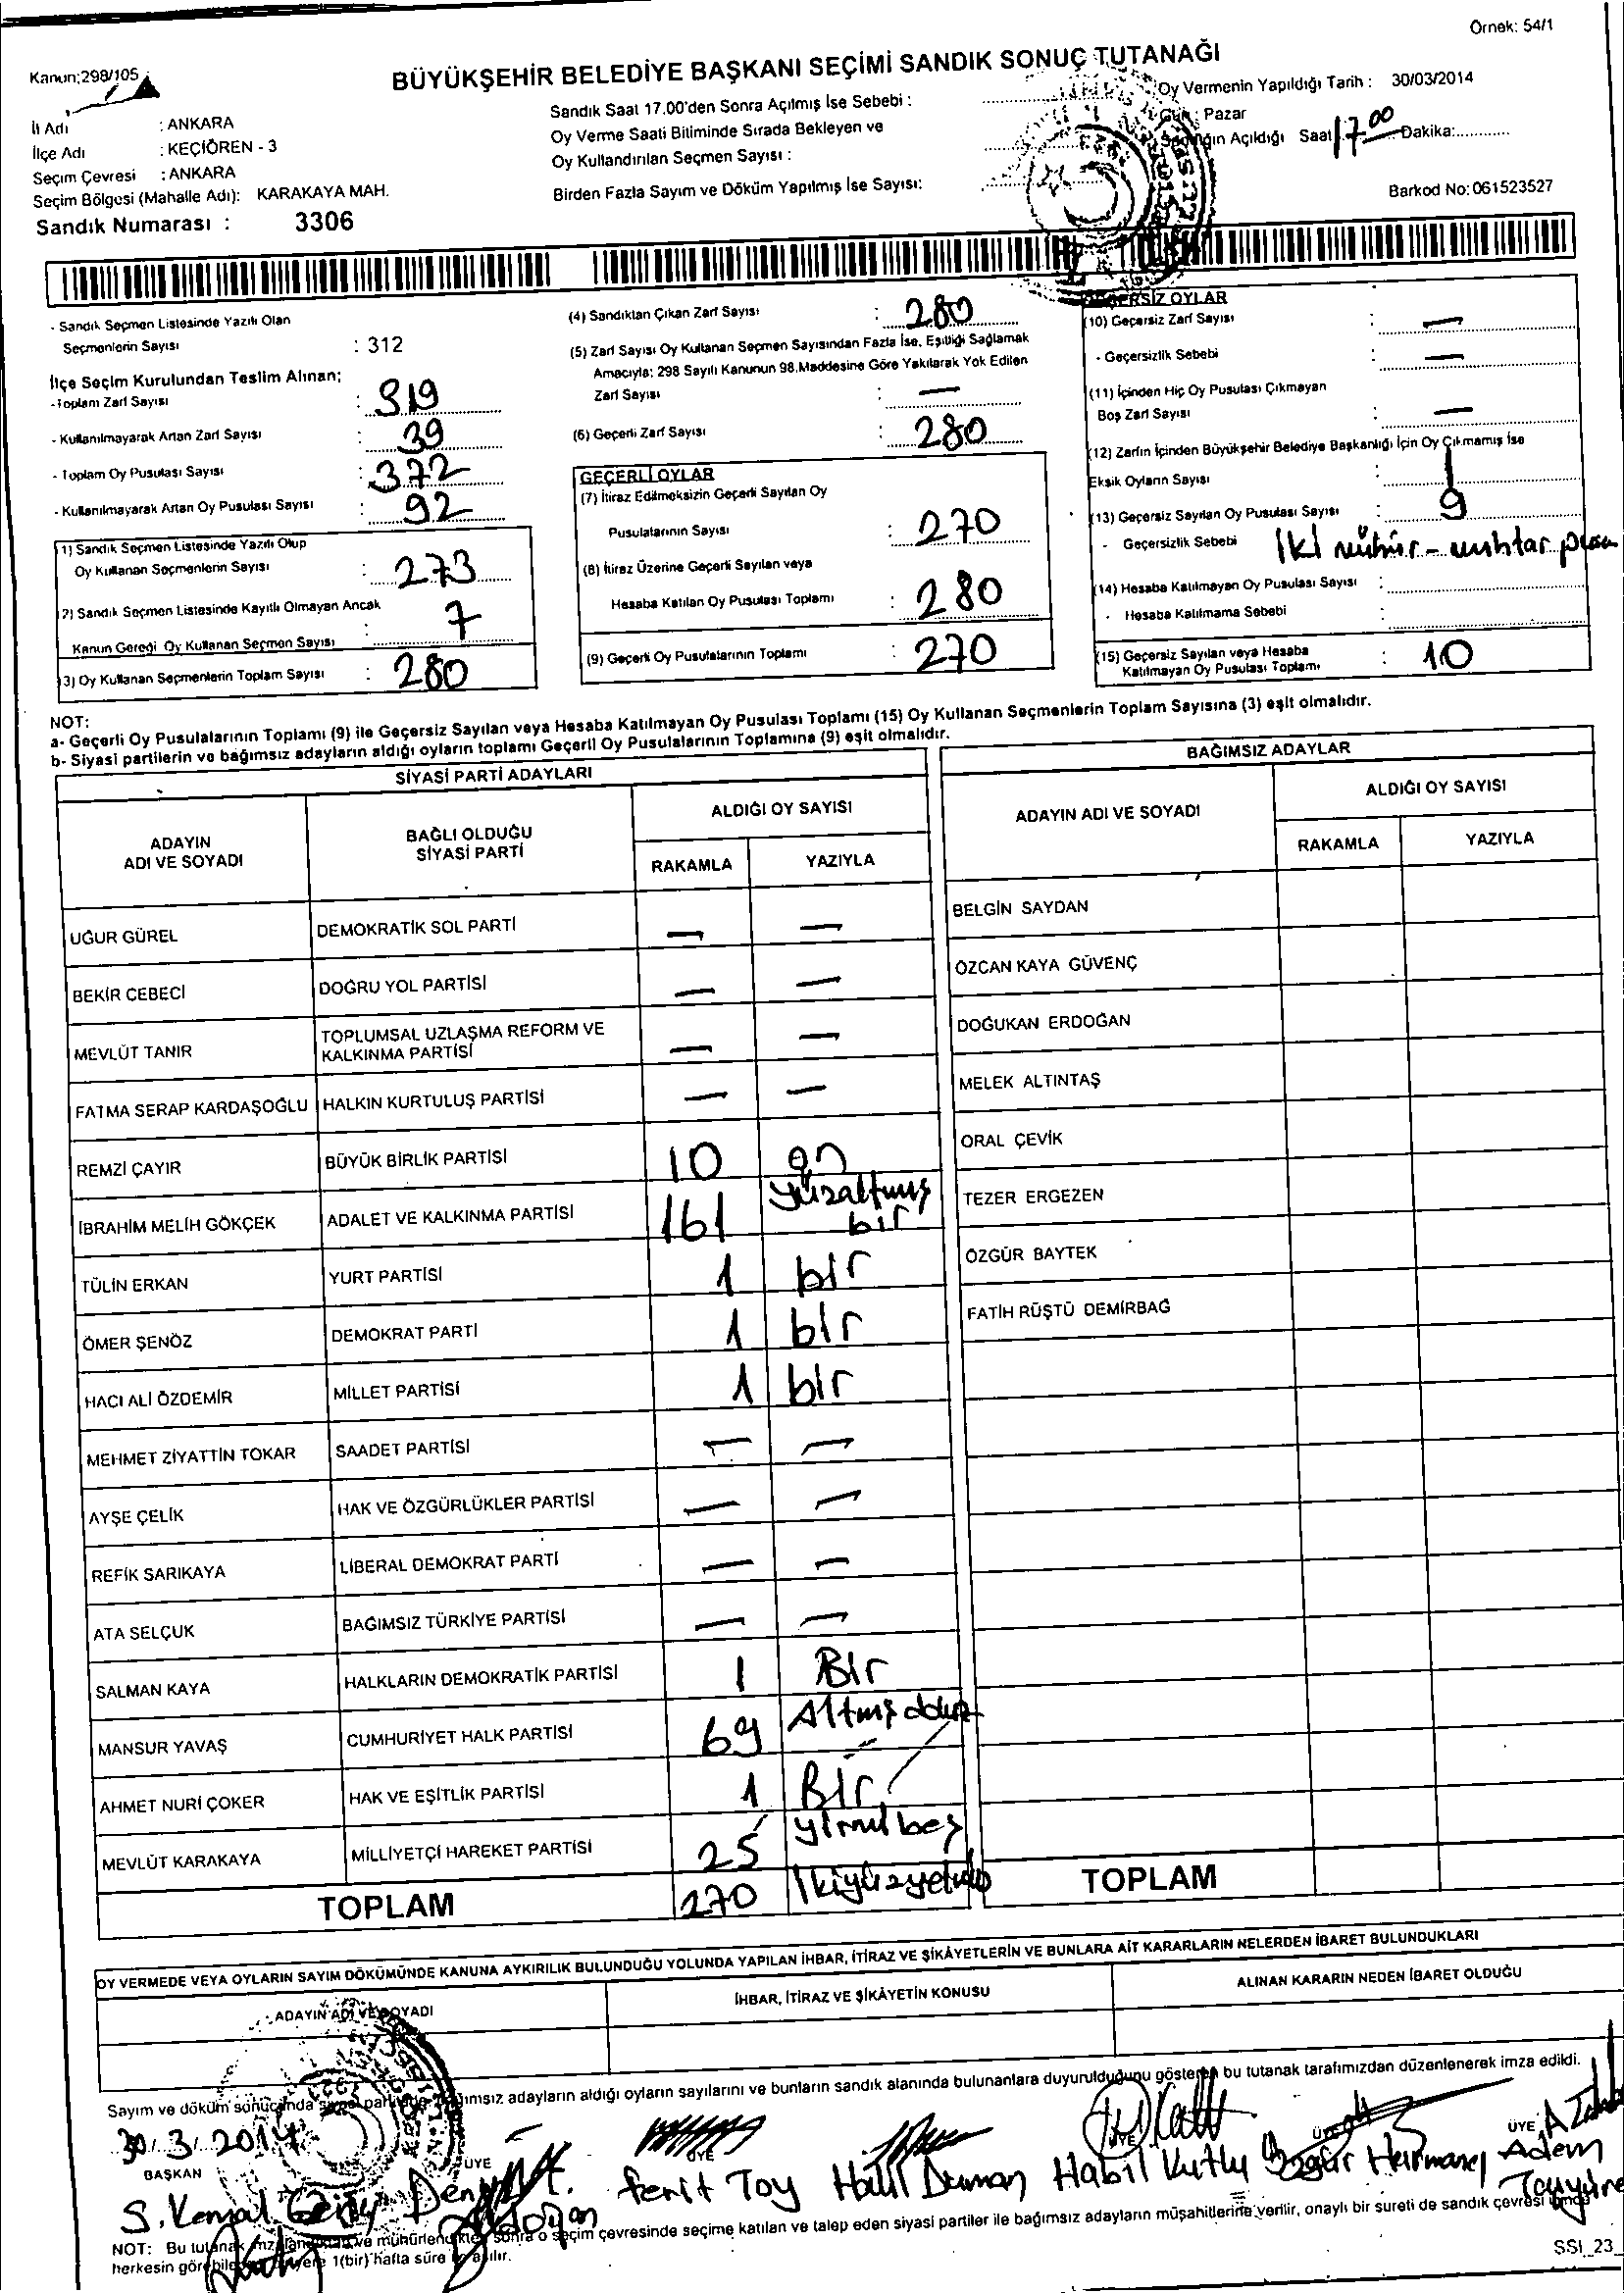 Örnek: 54/1
Kanun;298/105
BÜYÜKŞEHİR BELEDİYE BAŞKANI SEÇİMİ SANDIK SONUÇ TUTANAĞI
İl Adı : ANKARA
İlçe Adı : KEÇİÖREN - 3
Seçim Çevresi : ANKARA
Seçim Bölgesi (Mahalle Adı): KARAKAYA MAH.
Sandık Numarası : 3306
Sandık Saat 17.00'den Sonra Açılmış İse Sebebi :
Oy Verme Saati Bitiminde Sırada Bekleyen ve
Oy Kullandırılan Seçmen Sayısı :
Birden Fazla Sayım ve Döküm Yapılmış İse Sayısı:
Oy Vermenin Yapıldığı Tarih : 30/03/2014
Gün : Pazar
Sandığın Açıldığı Saat 17.00 Dakika:
Barkod No: 061523527
- Sandık Seçmen Listesinde Yazılı Olan
Seçmenlerin Sayısı : 312
İlçe Seçim Kurulundan Teslim Alınan;
- Toplam Zarf Sayısı : 319
- Kullanılmayarak Artan Zarf Sayısı : 39
- Toplam Oy Pusulası Sayısı : 372
- Kullanılmayarak Artan Oy Pusulası Sayısı : 92
1) Sandık Seçmen Listesinde Yazılı Olup
Oy Kullanan Seçmenlerin Sayısı : 273
2) Sandık Seçmen Listesinde Kayıtlı Olmayan Ancak
Kanun Gereği Oy Kullanan Seçmen Sayısı : 7
3) Oy Kullanan Seçmenlerin Toplam Sayısı : 280
(4) Sandıktan Çıkan Zarf Sayısı : 280
(5) Zarf Sayısı Oy Kullanan Seçmen Sayısından Fazla İse, Eşitliği Sağlamak
Amacıyla; 298 Sayılı Kanunun 98.Maddesine Göre Yakılarak Yok Edilen
Zarf Sayısı : —
(6) Geçerli Zarf Sayısı : 280
GEÇERLİ OYLAR
(7) İtiraz Edilmeksizin Geçerli Sayılan Oy
Pusulalarının Sayısı : 270
(8) İtiraz Üzerine Geçerli Sayılan veya
Hesaba Katılan Oy Pusulası Toplamı : 280
(9) Geçerli Oy Pusulalarının Toplamı : 270
GEÇERSİZ OYLAR
(10) Geçersiz Zarf Sayısı : —
- Geçersizlik Sebebi : —
(11) İçinden Hiç Oy Pusulası Çıkmayan
Boş Zarf Sayısı : —
(12) Zarfın İçinden Büyükşehir Belediye Başkanlığı İçin Oy Çıkmamış İse
Eksik Oyların Sayısı : 1
(13) Geçersiz Sayılan Oy Pusulası Sayısı : 9
- Geçersizlik Sebebi iki mühür - muhtar
(14) Hesaba Katılmayan Oy Pusulası Sayısı :
- Hesaba Katılmama Sebebi :
(15) Geçersiz Sayılan veya Hesaba
Katılmayan Oy Pusulası Toplamı : 10
NOT:
a- Geçerli Oy Pusulalarının Toplamı (9) ile Geçersiz Sayılan veya Hesaba Katılmayan Oy Pusulası Toplamı (15) Oy Kullanan Seçmenlerin Toplam Sayısına (3) eşit olmalıdır.
b- Siyasi partilerin ve bağımsız adayların aldığı oyların toplamı Geçerli Oy Pusulalarının Toplamına (9) eşit olmalıdır.
SİYASİ PARTİ ADAYLARI
ADAYIN ADI VE SOYADI
BAĞLI OLDUĞU SİYASİ PARTİ
ALDIĞI OY SAYISI
RAKAMLA YAZIYLA
UĞUR GÜREL DEMOKRATİK SOL PARTİ — —
BEKİR CEBECİ DOĞRU YOL PARTİSİ — —
MEVLÜT TANIR TOPLUMSAL UZLAŞMA REFORM VE KALKINMA PARTİSİ — —
FATMA SERAP KARDAŞOĞLU HALKIN KURTULUŞ PARTİSİ — —
REMZİ ÇAYIR BÜYÜK BİRLİK PARTİSİ 10 on
İBRAHİM MELİH GÖKÇEK ADALET VE KALKINMA PARTİSİ 161 yüzaltmış bir
TÜLİN ERKAN YURT PARTİSİ 1 bir
ÖMER ŞENÖZ DEMOKRAT PARTİ 1 bir
HACI ALİ ÖZDEMİR MİLLET PARTİSİ 1 bir
MEHMET ZİYATTİN TOKAR SAADET PARTİSİ — —
AYŞE ÇELİK HAK VE ÖZGÜRLÜKLER PARTİSİ — —
REFİK SARIKAYA LİBERAL DEMOKRAT PARTİ — —
ATA SELÇUK BAĞIMSIZ TÜRKİYE PARTİSİ — —
SALMAN KAYA HALKLARIN DEMOKRATİK PARTİSİ 1 Bir
MANSUR YAVAŞ CUMHURİYET HALK PARTİSİ 69 Altmış
AHMET NURİ ÇOKER HAK VE EŞİTLİK PARTİSİ 1 Bir
MEVLÜT KARAKAYA MİLLİYETÇİ HAREKET PARTİSİ 25 yirmibeş
TOPLAM 270 ikiyüzyetmiş
BAĞIMSIZ ADAYLAR
ADAYIN ADI VE SOYADI
ALDIĞI OY SAYISI
RAKAMLA YAZIYLA
BELGİN SAYDAN
ÖZCAN KAYA GÜVENÇ
DOĞUKAN ERDOĞAN
MELEK ALTINTAŞ
ORAL ÇEVİK
TEZER ERGEZEN
ÖZGÜR BAYTEK
FATİH RÜŞTÜ DEMİRBAĞ
TOPLAM
OY VERMEDE VEYA OYLARIN SAYIM DÖKÜMÜNDE KANUNA AYKIRILIK BULUNDUĞU YOLUNDA YAPILAN İHBAR, İTİRAZ VE ŞİKÂYETLERİN VE BUNLARA AİT KARARLARIN NELERDEN İBARET BULUNDUKLARI
ADAYIN ADI VE SOYADI
İHBAR, İTİRAZ VE ŞİKÂYETİN KONUSU
ALINAN KARARIN NEDEN İBARET OLDUĞU
Sayım ve döküm sonucunda siyasi parti ve bağımsız adayların aldığı oyların sayılarını ve bunların sandık alanında bulunanlara duyurulduğunu gösteren bu tutanak tarafımızdan düzenlenerek imza edildi.
30/3/2014
BAŞKAN ÜYE ÜYE ÜYE ÜYE ÜYE
S. Kemal
Ferit Toy Halil Duman Habil Kutlu Özgür Adem
NOT: Bu tutanak imzalandıktan ve mühürlendikten sonra o seçim çevresinde seçime katılan ve talep eden siyasi partiler ile bağımsız adayların müşahitlerine verilir, onaylı bir sureti de sandık çevresi içinde
herkesin görebileceği bir yere 1(bir) hafta süre ile asılır.
SSI_23_